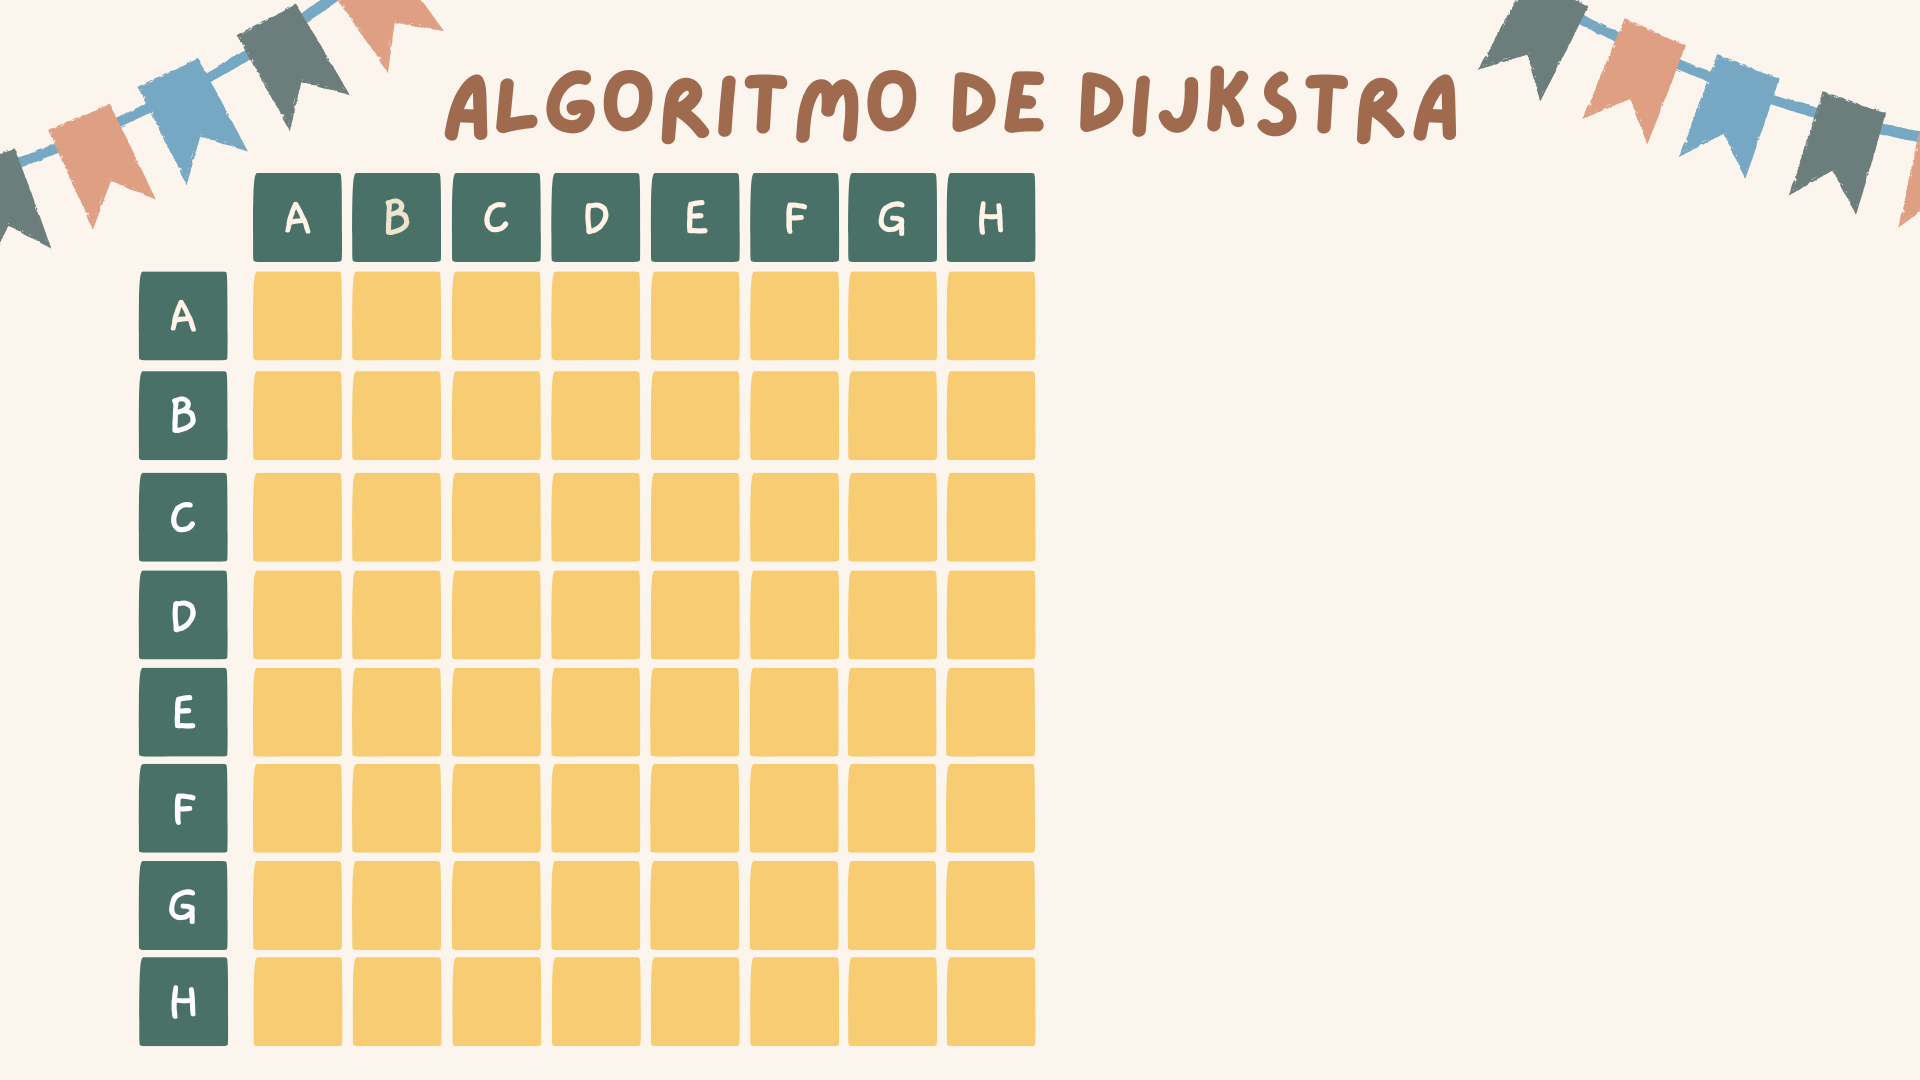 ALGORITMO DE DIJKSTRA
A B C D E F G H
A
B
C
D
E
F
G
H